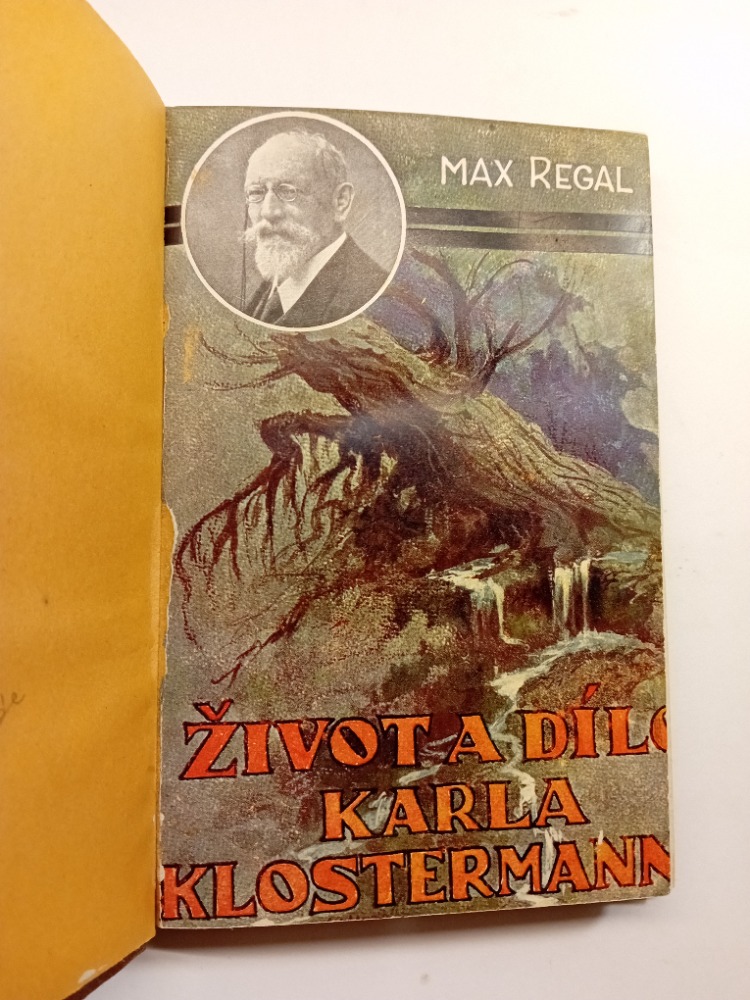 MAX REGAL
ŽIVOT A DÍLO
KARLA
KLOSTERMANN